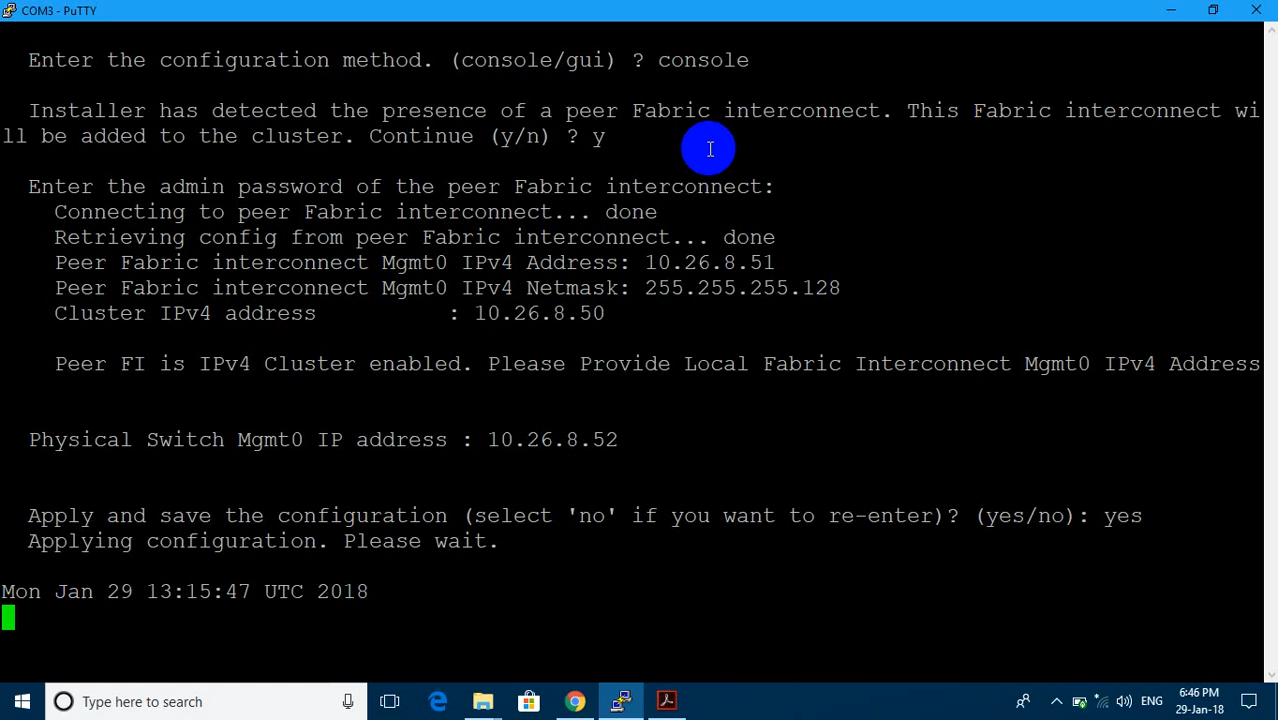 COM3 - PuTTY
Enter the configuration method. (console/gui) ? console
Installer has detected the presence of a peer Fabric interconnect. This Fabric interconnect wi
ll be added to the cluster. Continue (y/n) ? y
Enter the admin password of the peer Fabric interconnect:
Connecting to peer Fabric interconnect... done
Retrieving config from peer Fabric interconnect... done
Peer Fabric interconnect Mgmt0 IPv4 Address: 10.26.8.51
Peer Fabric interconnect Mgmt0 IPv4 Netmask: 255.255.255.128
Cluster IPv4 address : 10.26.8.50
Peer FI is IPv4 Cluster enabled. Please Provide Local Fabric Interconnect Mgmt0 IPv4 Address
Physical Switch Mgmt0 IP address : 10.26.8.52
Apply and save the configuration (select 'no' if you want to re-enter)? (yes/no): yes
Applying configuration. Please wait.
Mon Jan 29 13:15:47 UTC 2018
Type here to search
ENG
6:46 PM
29-Jan-18